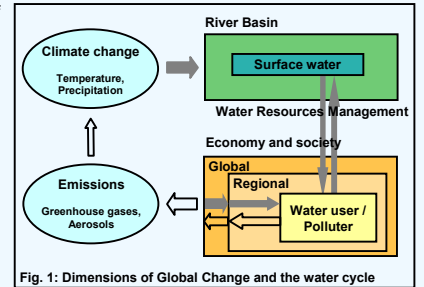 River Basin
Climate change
Temperature,
Precipitation
Surface water
Water Resources Management
Economy and society
Global
Regional
Emissions
Greenhouse gases,
Aerosols
Water user /
Polluter
Fig. 1: Dimensions of Global Change and the water cycle